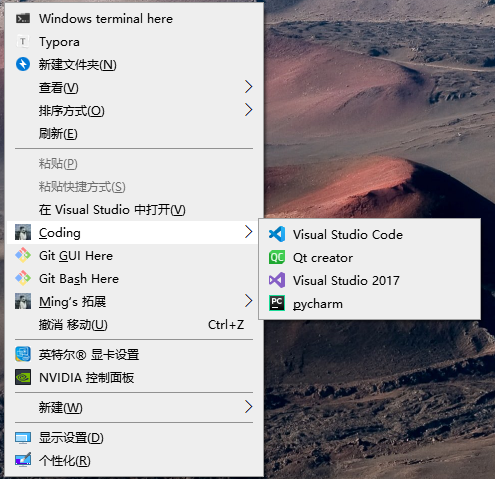 Windows terminal here
Typora
新建文件夹(N)
查看(V)
排序方式(O)
刷新(E)
粘贴(P)
粘贴快捷方式(S)
在 Visual Studio 中打开(V)
Coding
Git GUI Here
Git Bash Here
Ming's 拓展
撤消 移动(U) Ctrl+Z
英特尔® 显卡设置
NVIDIA 控制面板
新建(W)
显示设置(D)
个性化(R)
Visual Studio Code
QC Qt creator
Visual Studio 2017
PC pycharm